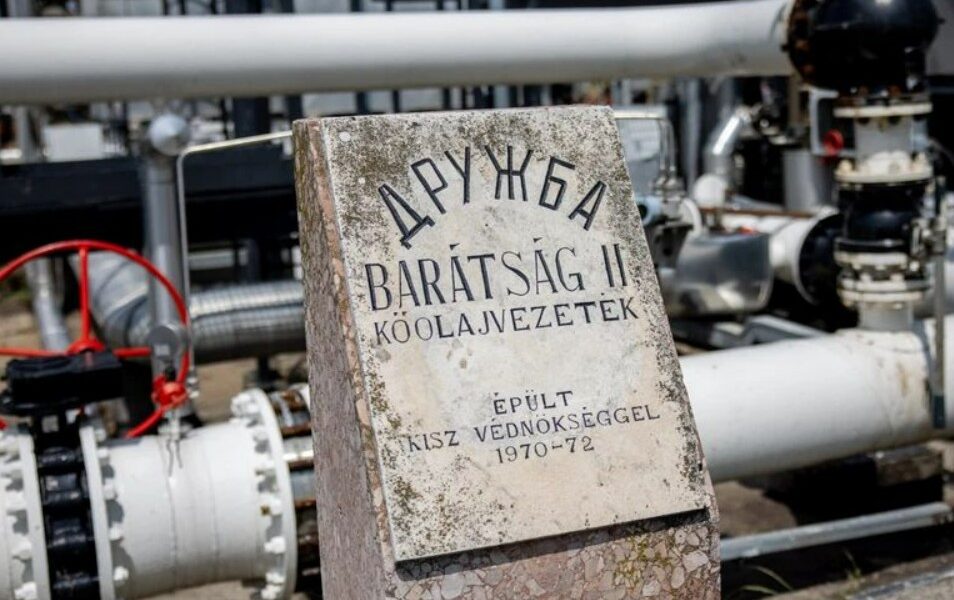 ДРУЖБА
BARÁTSÁG II
KŐOLAJVEZETÉK
ÉPÜLT
KISZ VÉDNÖKSÉGGEL
1970-72